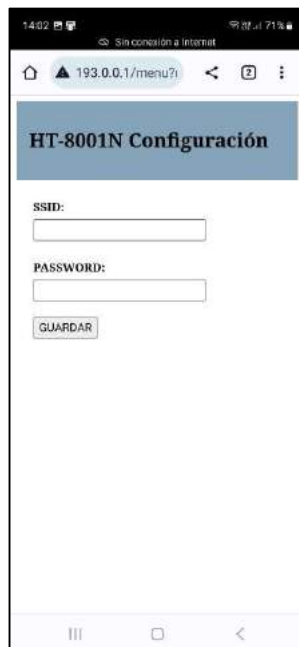 14:02 71%
Sin conexión a Internet
193.0.0.1/menu?i 2
HT-8001N Configuración
SSID:
PASSWORD:
GUARDAR